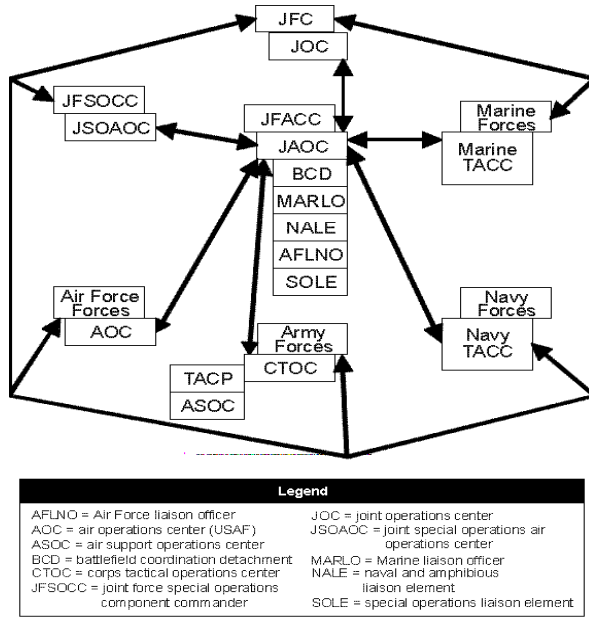 JFC
JOC
JFSOCC
JSOAOC
JFACC
JAOC
BCD
MARLO
NALE
AFLNO
SOLE
Marine
Forces
Marine
TACC
Air Force
Forces
AOC
Army
Forces
CTOC
TACP
ASOC
Navy
Forces
Navy
TACC
Legend
AFLNO = Air Force liaison officer
AOC = air operations center (USAF)
ASOC = air support operations center
BCD = battlefield coordination detachment
CTOC = corps tactical operations center
JFSOCC = joint force special operations
component commander
JOC = joint operations center
JSOAOC = joint special operations air
operations center
MARLO = Marine liaison officer
NALE = naval and amphibious
liaison element
SOLE = special operations liaison element